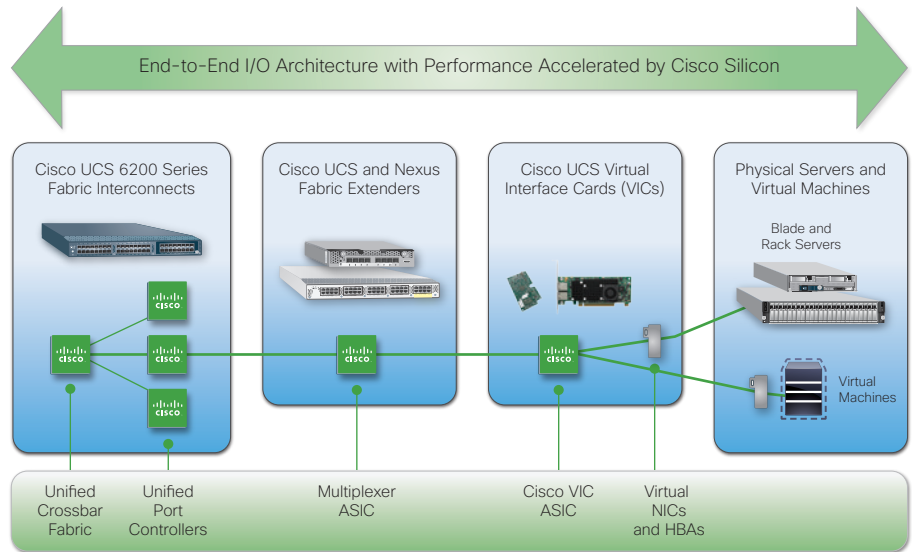 End-to-End I/O Architecture with Performance Accelerated by Cisco Silicon
Cisco UCS 6200 Series
Fabric Interconnects
Cisco UCS and Nexus
Fabric Extenders
Cisco UCS Virtual
Interface Cards (VICs)
Physical Servers and
Virtual Machines
Blade and
Rack Servers
CISCO
CISCO
CISCO
CISCO
CISCO
CISCO
Virtual
Machines
Unified
Crossbar
Fabric
Unified
Port
Controllers
Multiplexer
ASIC
Cisco VIC
ASIC
Virtual
NICs
and HBAs